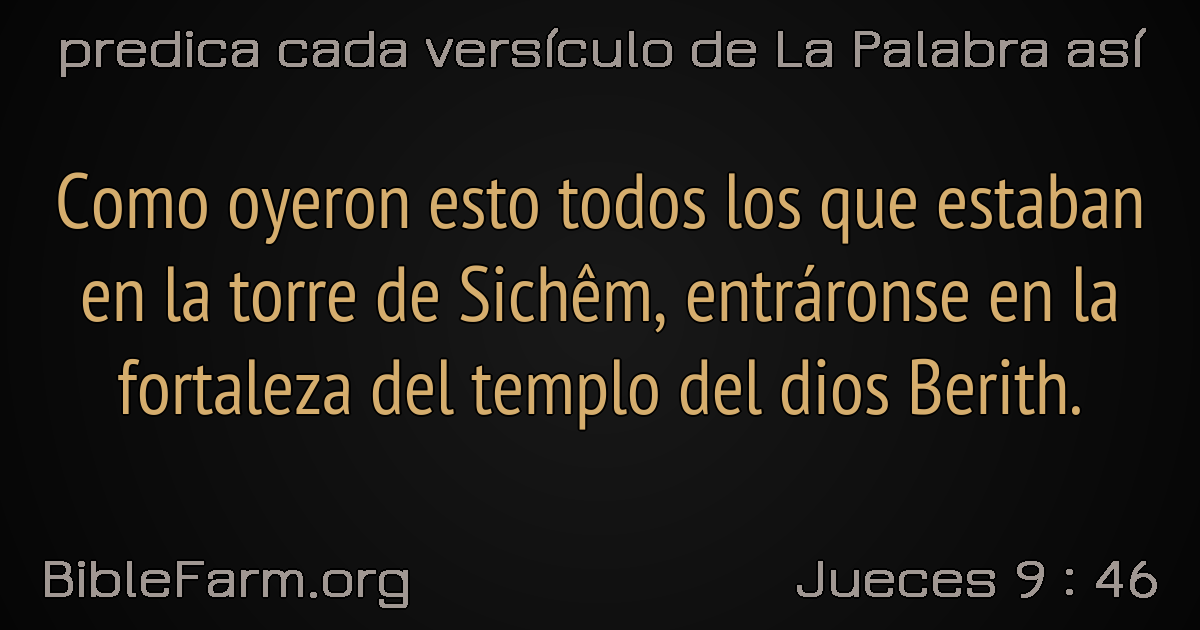 predica cada versículo de La Palabra así
Como oyeron esto todos los que estaban
en la torre de Sichêm, entráronse en la
fortaleza del templo del dios Berith.
BibleFarm.org
Jueces 9 : 46